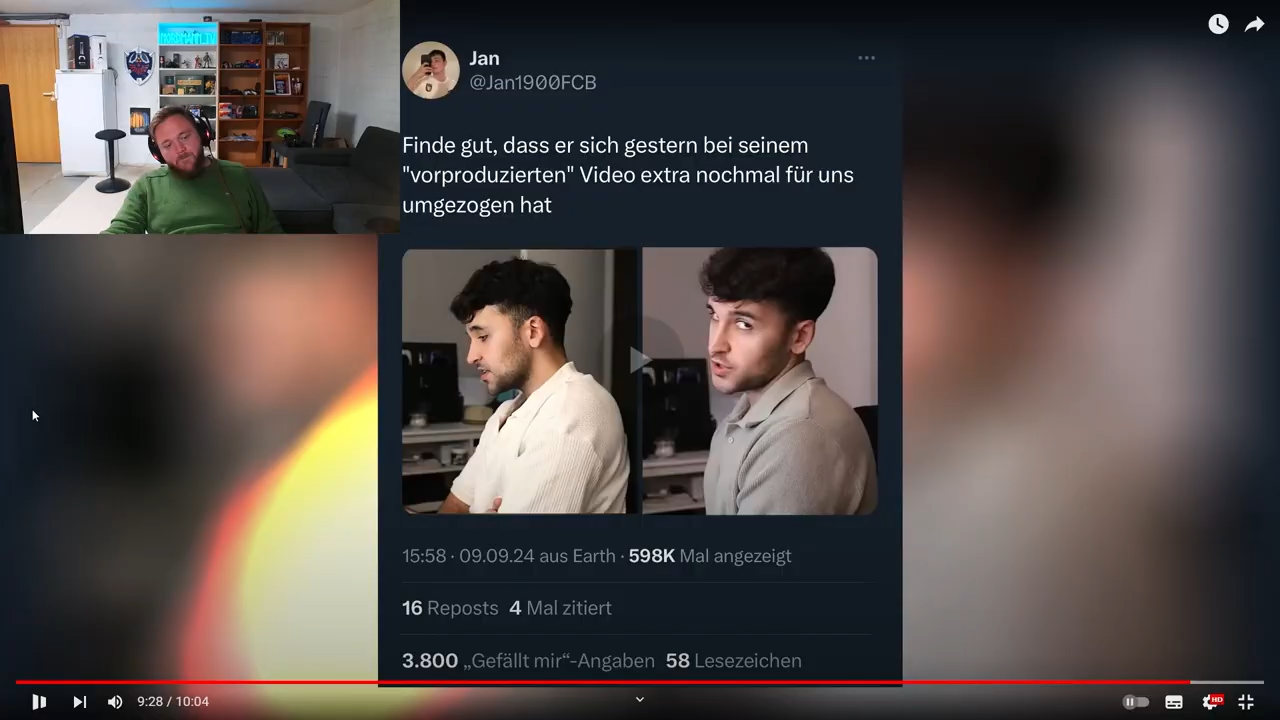 Jan
@Jan1900FCB
Finde gut, dass er sich gestern bei seinem
"vorproduzierten" Video extra nochmal für uns
umgezogen hat
15:58 · 09.09.24 aus Earth · 598K Mal angezeigt
16 Reposts 4 Mal zitiert
3.800 „Gefällt mir“-Angaben 58 Lesezeichen
9:28 / 10:04
HD